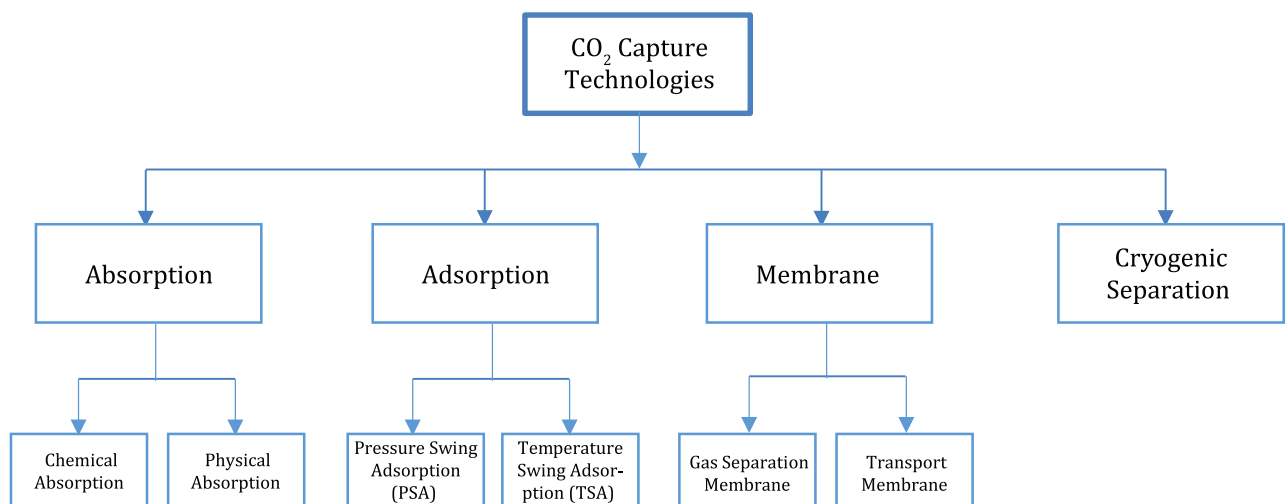 CO₂ Capture
Technologies
Absorption
Adsorption
Membrane
Cryogenic
Separation
Chemical
Absorption
Physical
Absorption
Pressure Swing
Adsorption
(PSA)
Temperature
Swing Adsor-
ption (TSA)
Gas Separation
Membrane
Transport
Membrane